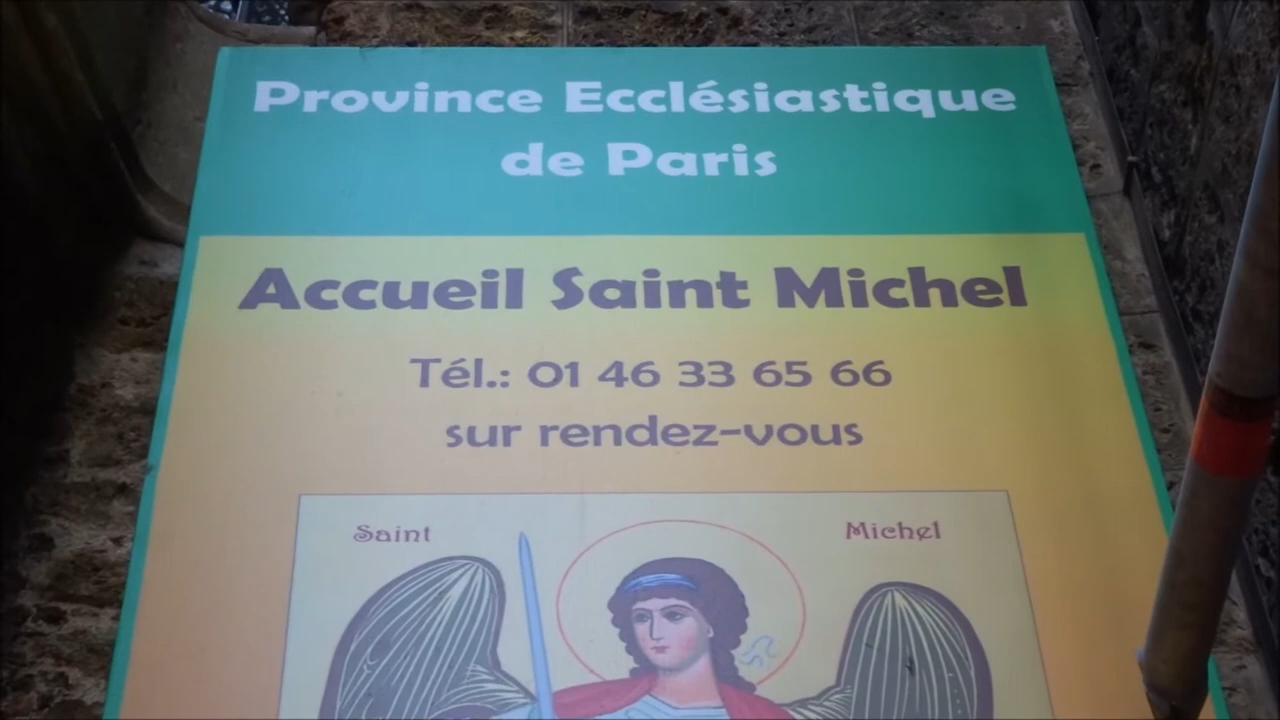 Province Ecclésiastique
de Paris
Accueil Saint Michel
Tél.: 01 46 33 65 66
sur rendez-vous
Saint Michel